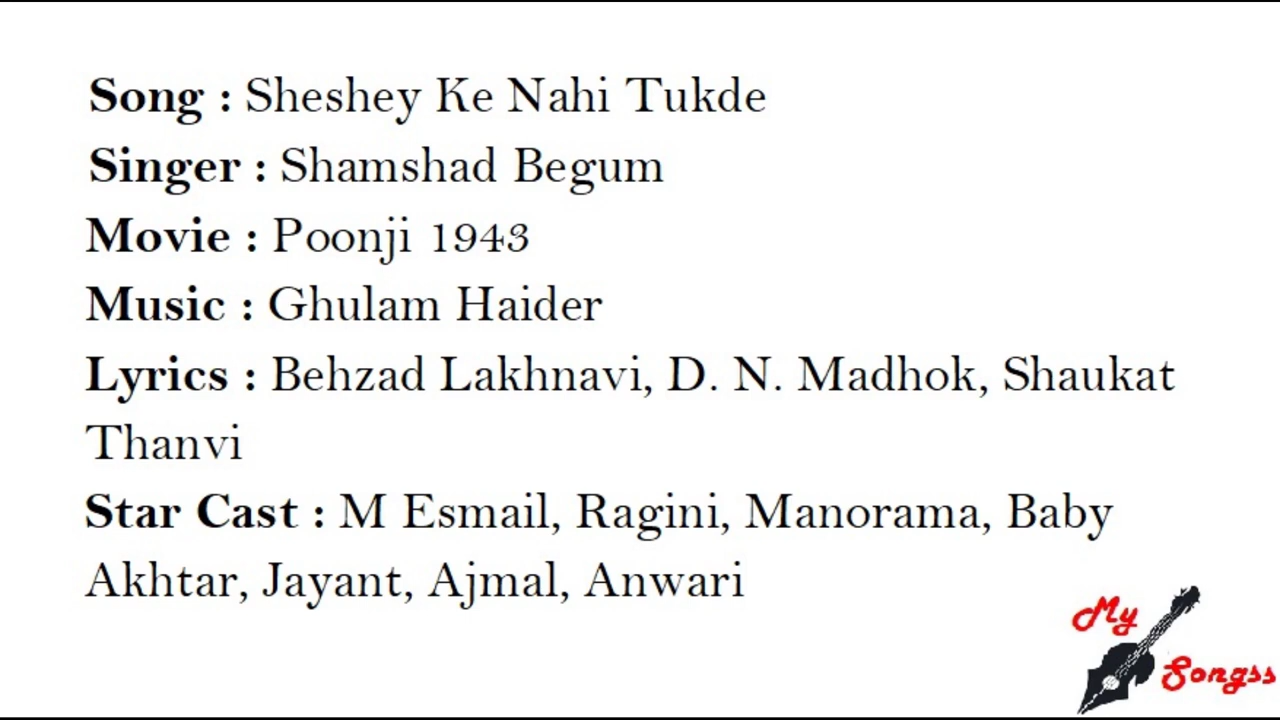 Song : Sheshey Ke Nahi Tukde
Singer : Shamshad Begum
Movie : Poonji 1943
Music : Ghulam Haider
Lyrics : Behzad Lakhnavi, D. N. Madhok, Shaukat
Thanvi
Star Cast : M Esmail, Ragini, Manorama, Baby
Akhtar, Jayant, Ajmal, Anwari
My
Songss